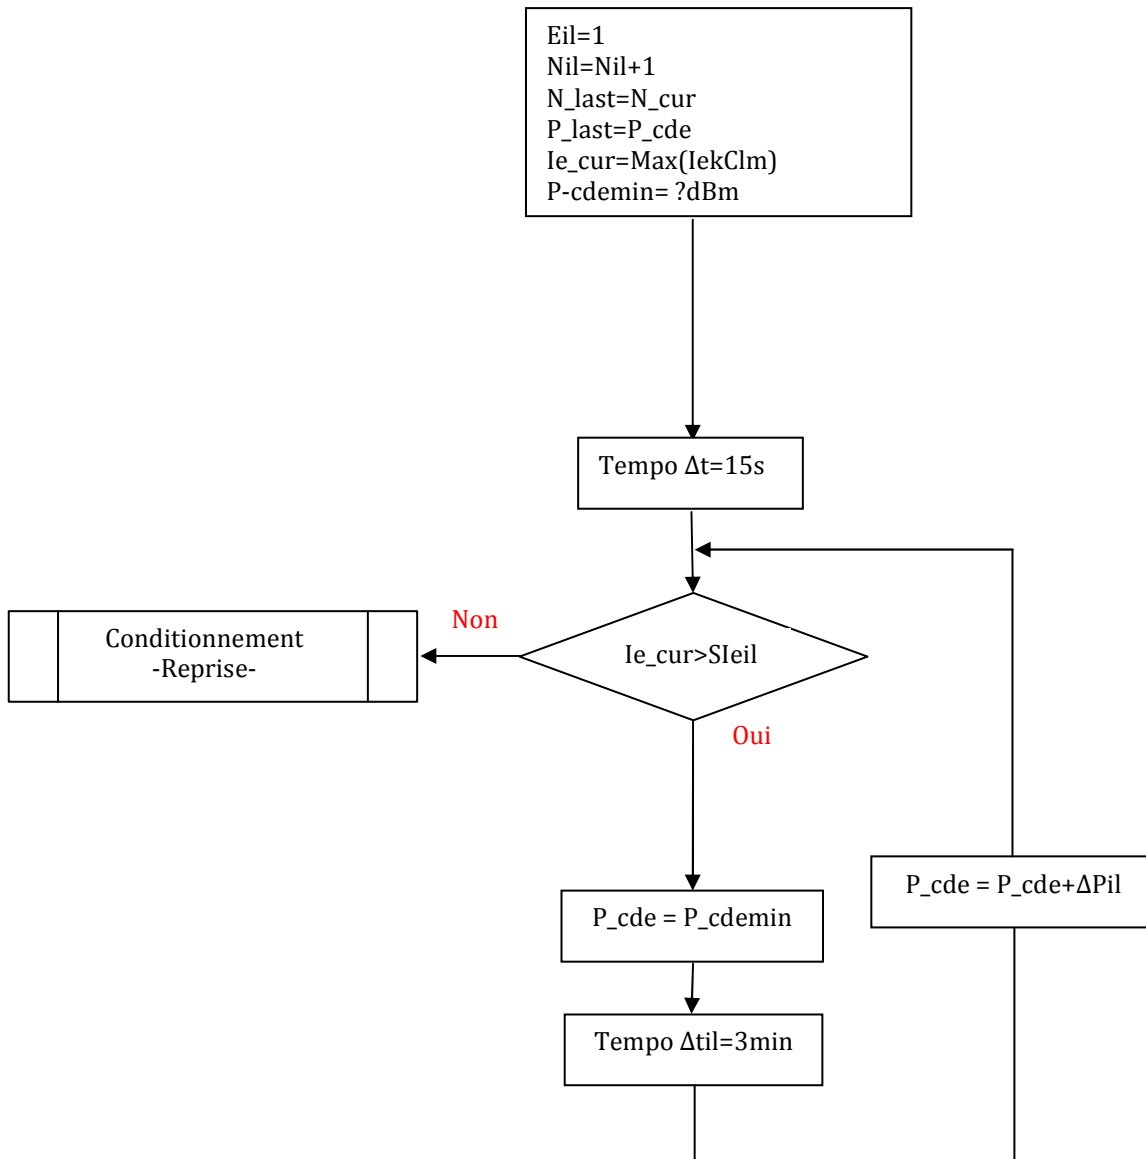 Eil=1
Nil=Nil+1
N_last=N_cur
P_last=P_cde
Ie_cur=Max(IekClm)
P-cdemin= ?dBm
Tempo Δt=15s
Non
Conditionnement
-Reprise-
Ie_cur>SIeil
Oui
P_cde = P_cdemin
P_cde = P_cde+ΔPil
Tempo Δtil=3min